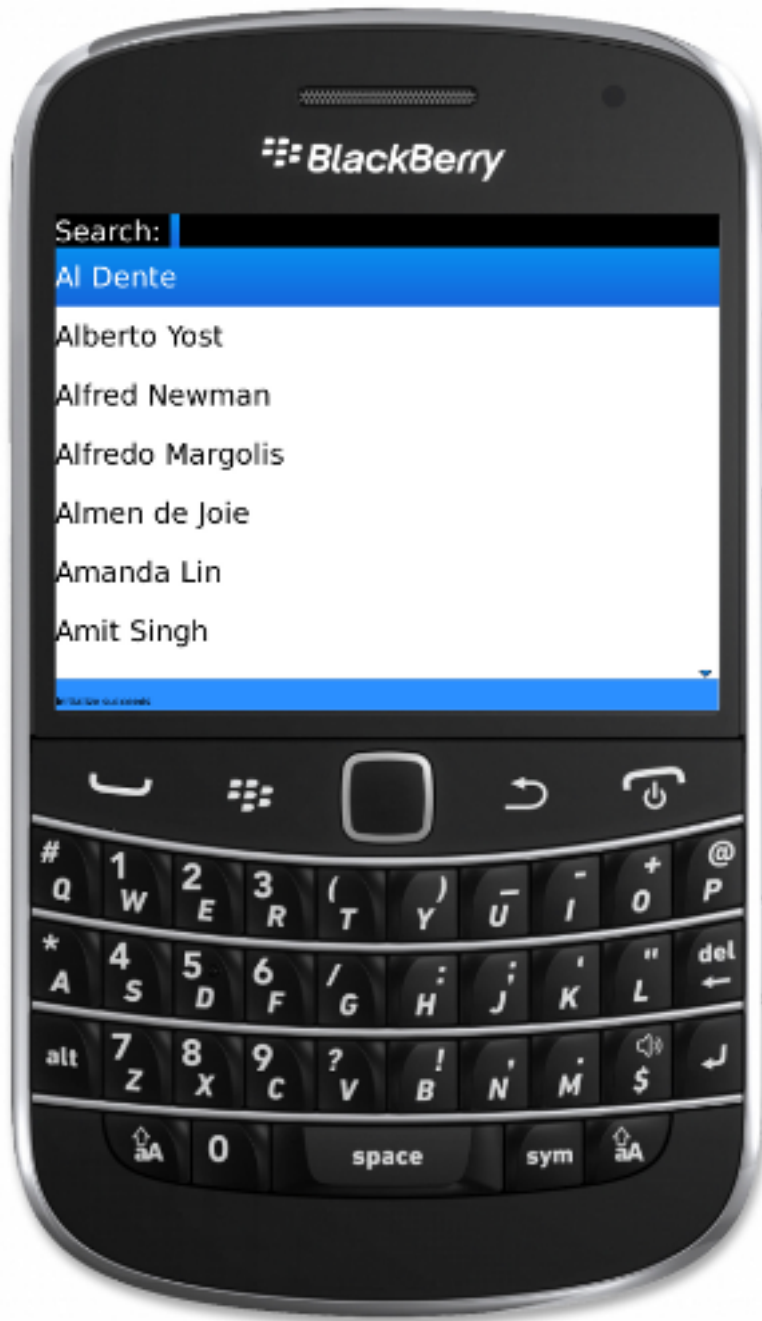 BlackBerry
Search:
Al Dente
Alberto Yost
Alfred Newman
Alfredo Margolis
Almen de Joie
Amanda Lin
Amit Singh
# 1 2 3 ( ) _ - + @
Q W E R T Y U I O P
* 4 5 6 / : ; ' " del
A S D F G H J K L
alt 7 8 9 ? ! , .
Z X C V B N M $
aA 0 space sym aA